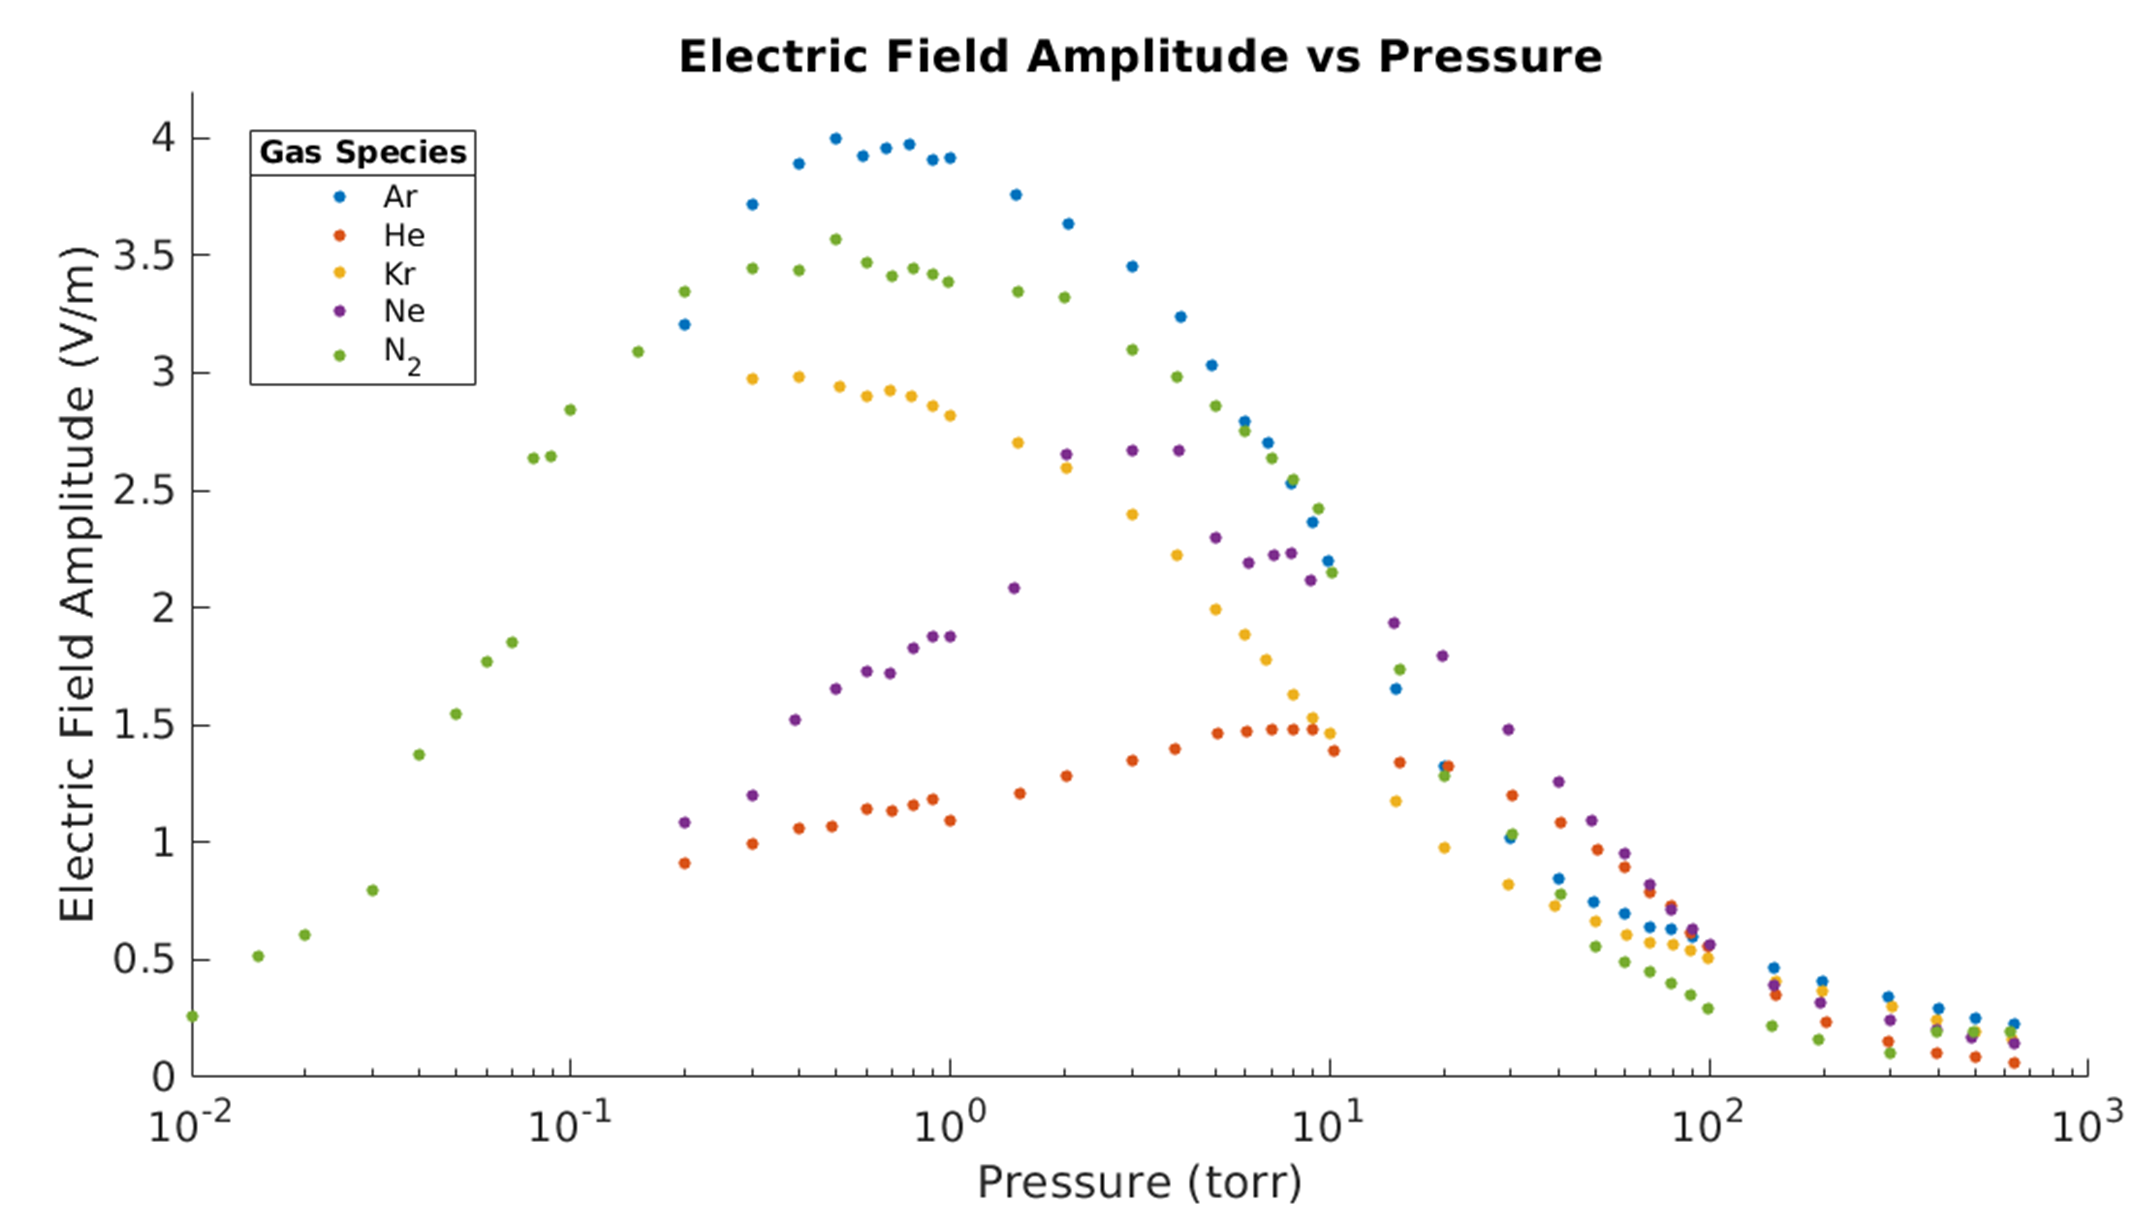 Electric Field Amplitude vs Pressure
Gas Species
Ar
He
Kr
Ne
N₂
Electric Field Amplitude (V/m)
4
3.5
3
2.5
2
1.5
1
0.5
0
10⁻² 10⁻¹ 10⁰ 10¹ 10² 10³
Pressure (torr)